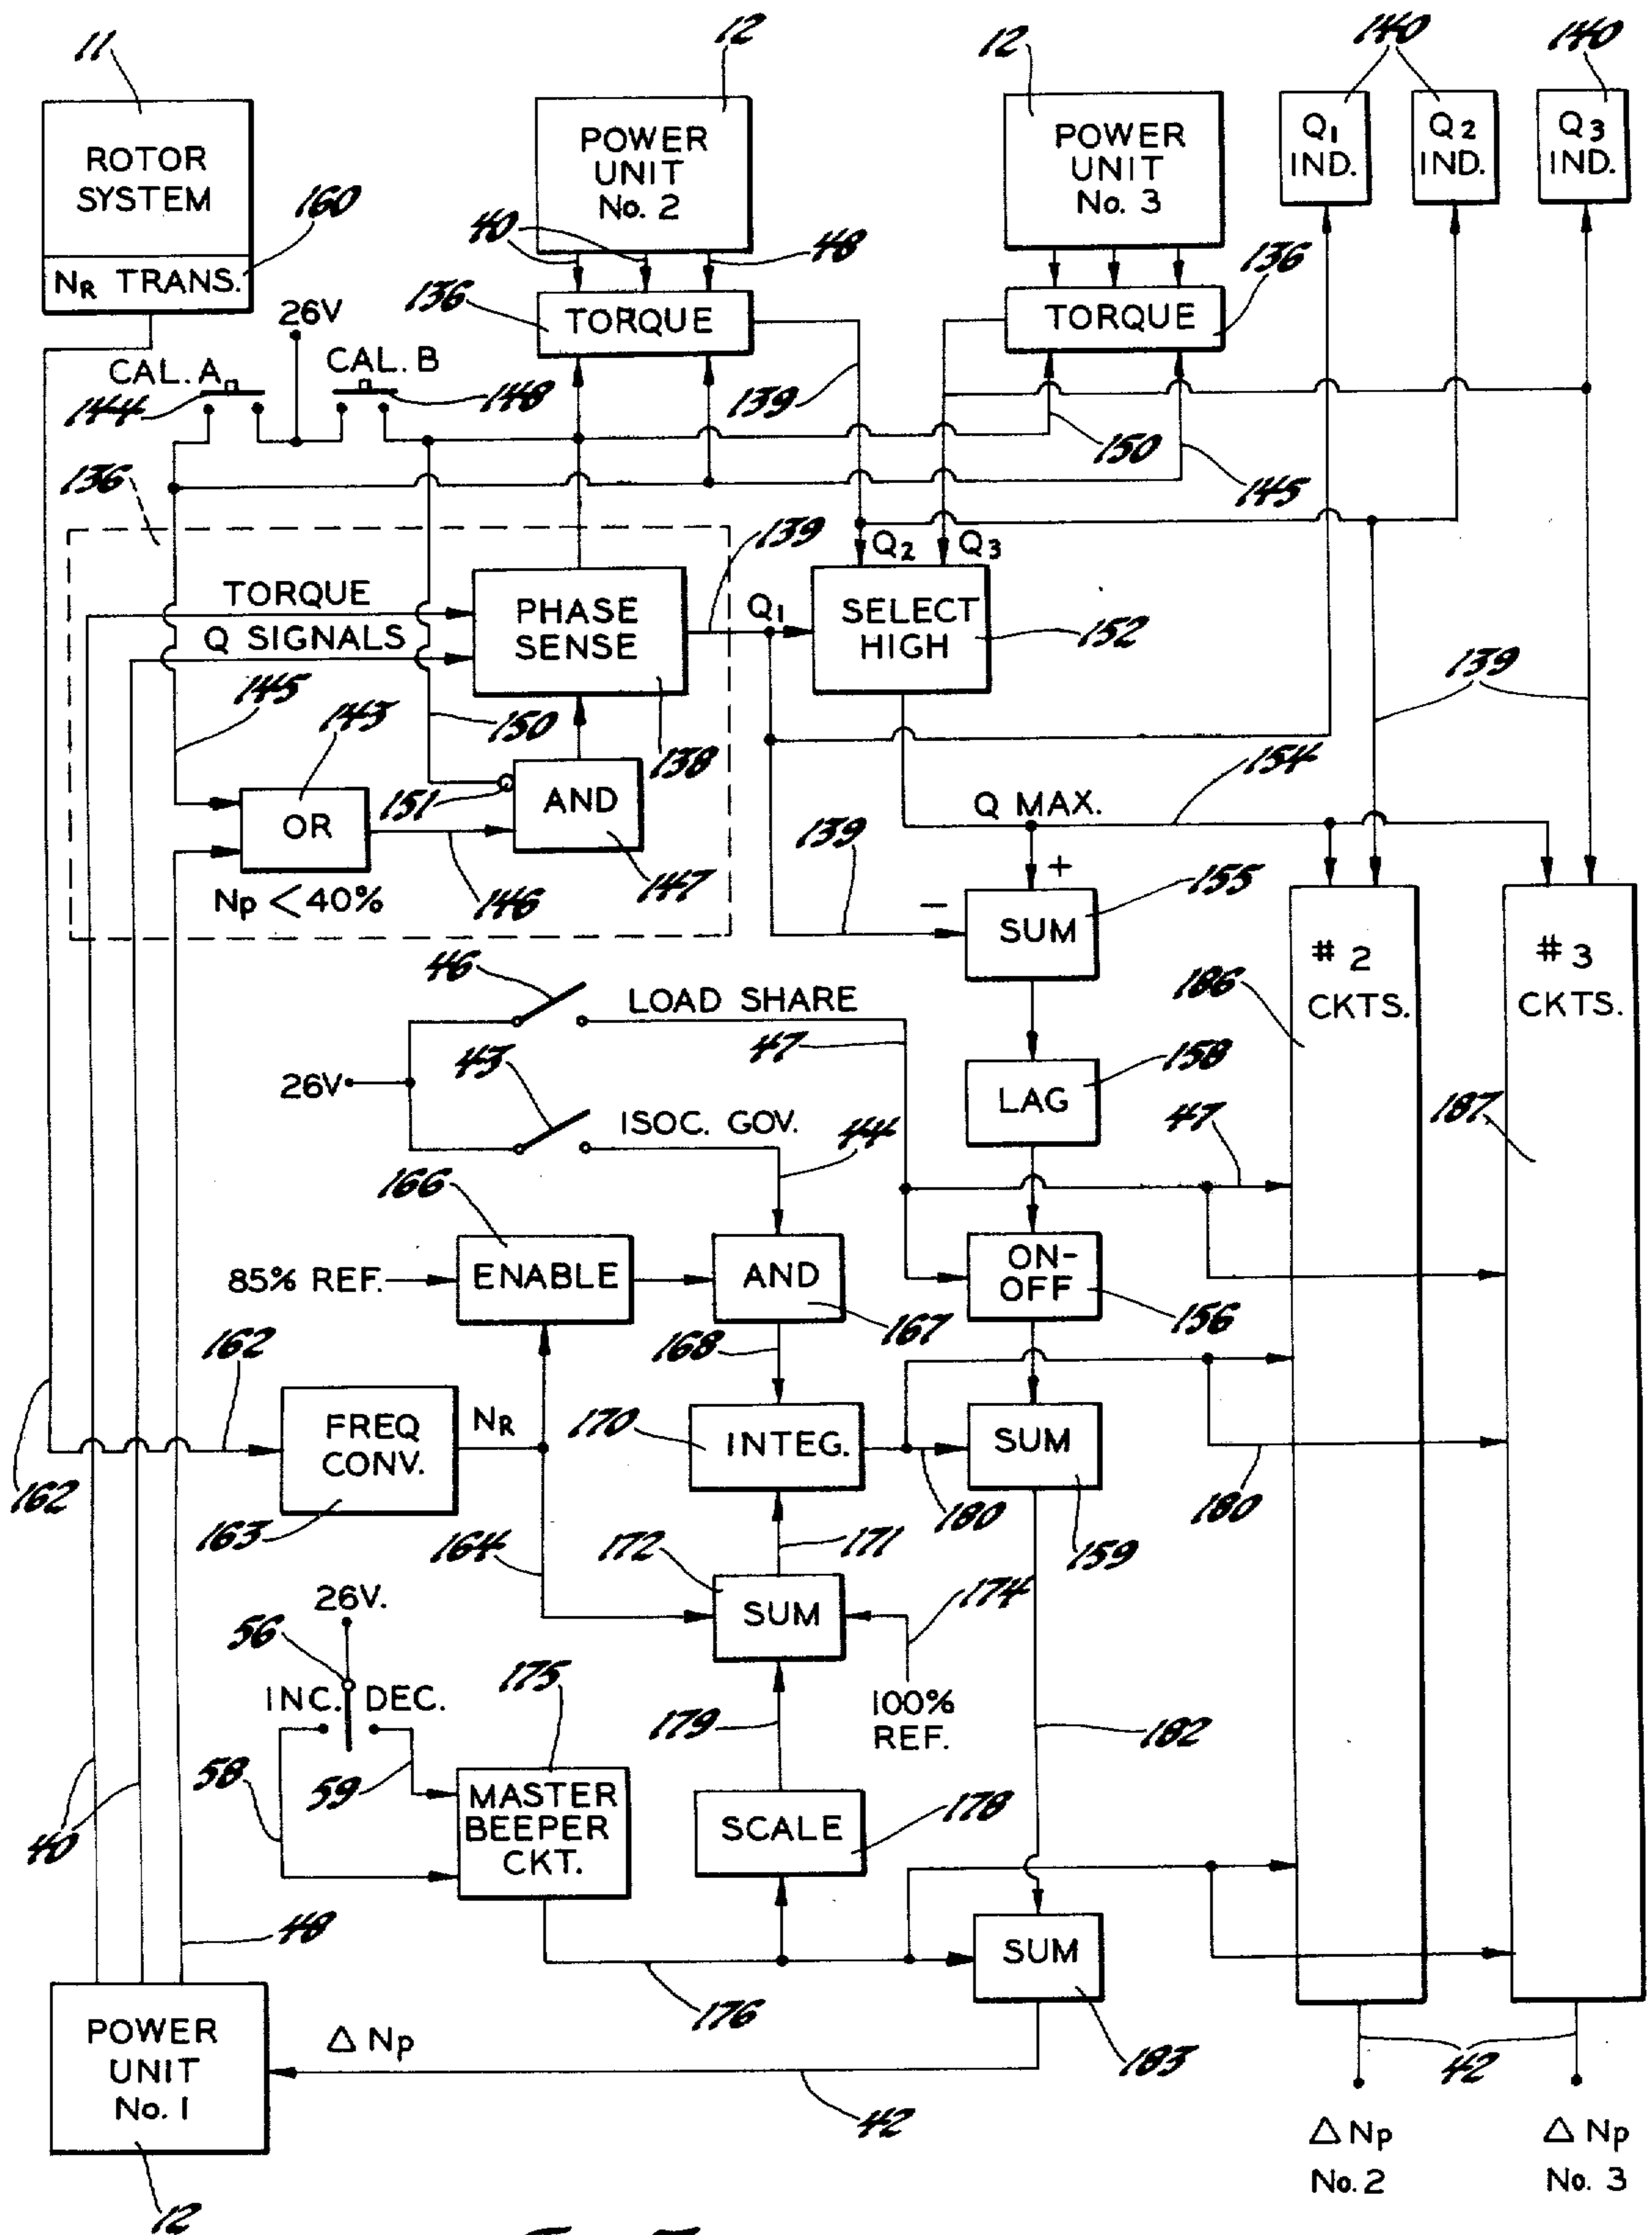 11
12
12
140
140
ROTOR
SYSTEM
NR TRANS.
160
POWER
UNIT
No. 2
POWER
UNIT
No. 3
Q1
IND.
Q2
IND.
Q3
IND.
40
48
136
TORQUE
TORQUE
136
26V
CAL. A
CAL. B
144
148
139
150
145
136
139
Q2
Q3
TORQUE
Q SIGNALS
PHASE
SENSE
Q1
SELECT
HIGH
152
145
143
150
138
139
154
151
AND
OR
Q MAX.
139
147
146
Np < 40%
+
155
−
SUM
# 2
CKTS.
# 3
CKTS.
46
LOAD SHARE
47
186
26V
43
158
LAG
ISOC. GOV.
44
47
187
166
85% REF.
ENABLE
AND
ON-
OFF
167
156
168
162
FREQ
CONV.
NR
170
INTEG.
SUM
162
163
164
172
171
180
159
180
SUM
174
26V.
56
INC.
DEC.
175
100%
REF.
179
182
58
59
MASTER
BEEPER
CKT.
SCALE
178
40
48
SUM
176
POWER
UNIT
No. 1
Δ Np
183
42
42
12
Δ Np
No. 2
Δ Np
No. 3